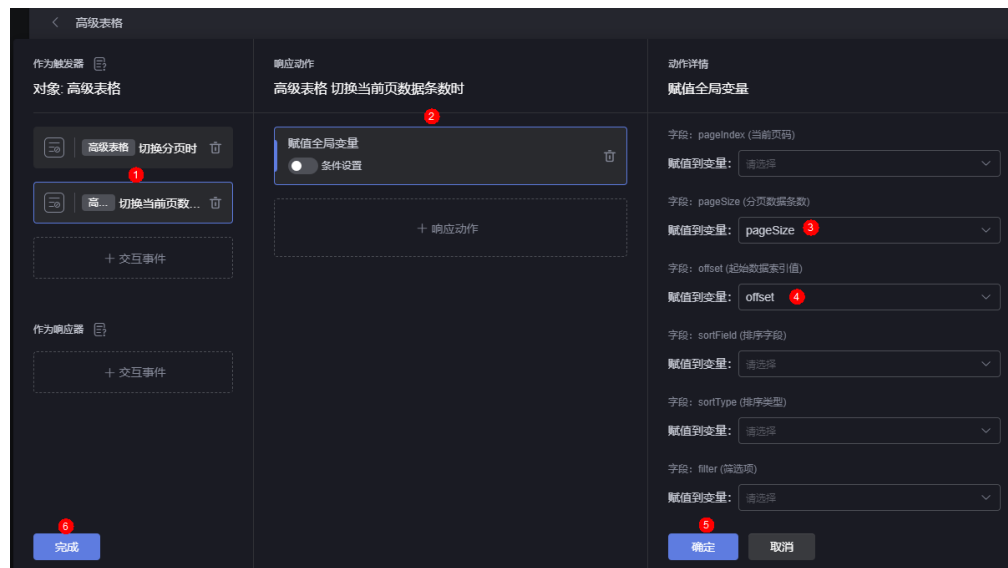 高级表格
作为触发器
对象: 高级表格
高级表格 切换分页时
1
高... 切换当前页数...
+ 交互事件
作为响应器
+ 交互事件
6
完成
响应动作
高级表格 切换当前页数据条数时
2
赋值全局变量
条件设置
+ 响应动作
动作详情
赋值全局变量
字段: pageIndex (当前页码)
赋值到变量: 请选择
字段: pageSize (分页数据条数)
赋值到变量: pageSize 3
字段: offset (起始数据索引值)
赋值到变量: offset 4
字段: sortField (排序字段)
赋值到变量: 请选择
字段: sortType (排序类型)
赋值到变量: 请选择
字段: filter (筛选项)
赋值到变量: 请选择
5
确定 取消